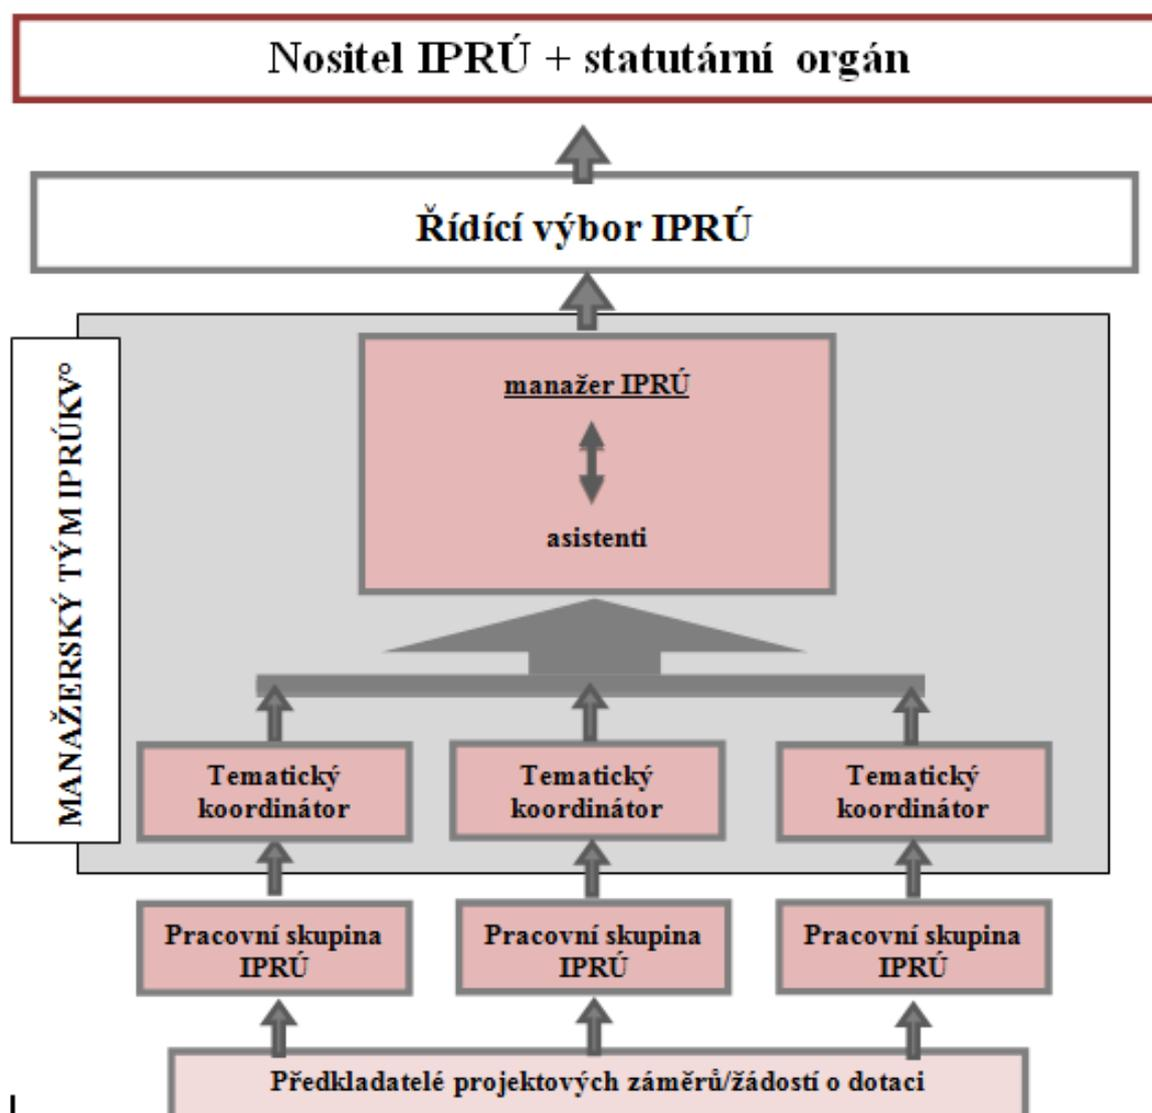 Nositel IPRÚ + statutární orgán
Řídící výbor IPRÚ
MANAŽERSKÝ TÝM IPRÚKV°
manažer IPRÚ
asistenti
Tematický
koordinátor
Tematický
koordinátor
Tematický
koordinátor
Pracovní skupina
IPRÚ
Pracovní skupina
IPRÚ
Pracovní skupina
IPRÚ
Předkladatelé projektových záměrů/žádostí o dotaci